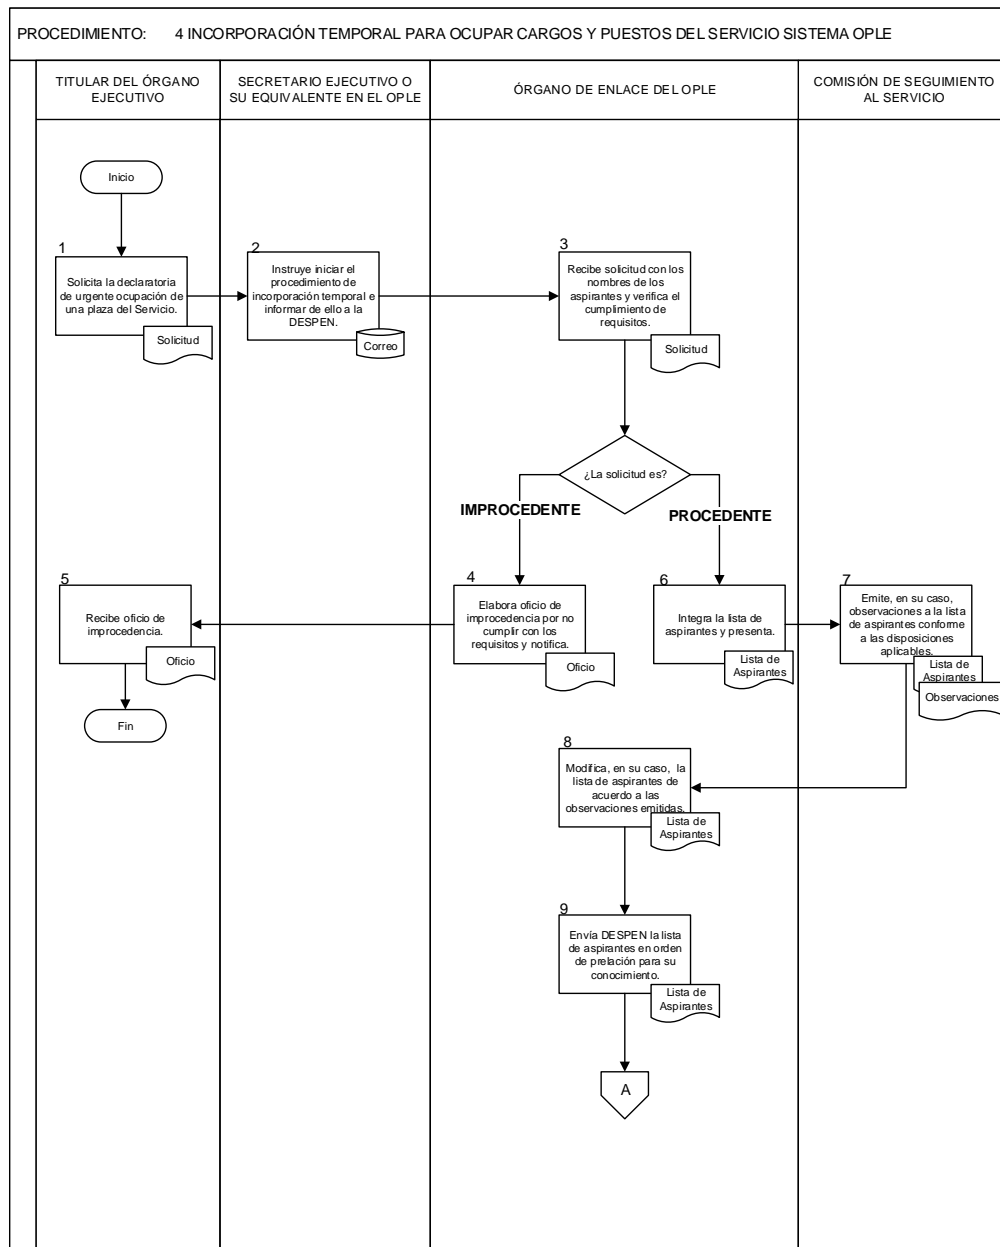 PROCEDIMIENTO: 4 INCORPORACIÓN TEMPORAL PARA OCUPAR CARGOS Y PUESTOS DEL SERVICIO SISTEMA OPLE
TITULAR DEL ÓRGANO
EJECUTIVO
SECRETARIO EJECUTIVO O
SU EQUIVALENTE EN EL OPLE
ÓRGANO DE ENLACE DEL OPLE
COMISIÓN DE SEGUIMIENTO
AL SERVICIO
Inicio
1
Solicita la declaratoria
de urgente ocupación de
una plaza del Servicio.
Solicitud
2
Instruye iniciar el
procedimiento de
incorporación temporal e
informar de ello a la
DESPEN.
Correo
3
Recibe solicitud con los
nombres de los
aspirantes y verifica el
cumplimiento de
requisitos.
Solicitud
¿La solicitud es?
IMPROCEDENTE
PROCEDENTE
5
Recibe oficio de
improcedencia.
Oficio
Fin
4
Elabora oficio de
improcedencia por no
cumplir con los
requisitos y notifica.
Oficio
6
Integra la lista de
aspirantes y presenta.
Lista de
Aspirantes
7
Emite, en su caso,
observaciones a la lista
de aspirantes conforme
a las disposiciones
aplicables.
Lista de
Aspirantes
Observaciones
8
Modifica, en su caso, la
lista de aspirantes de
acuerdo a las
observaciones emitidas.
Lista de
Aspirantes
9
Envía DESPEN la lista
de aspirantes en orden
de prelación para su
conocimiento.
Lista de
Aspirantes
A